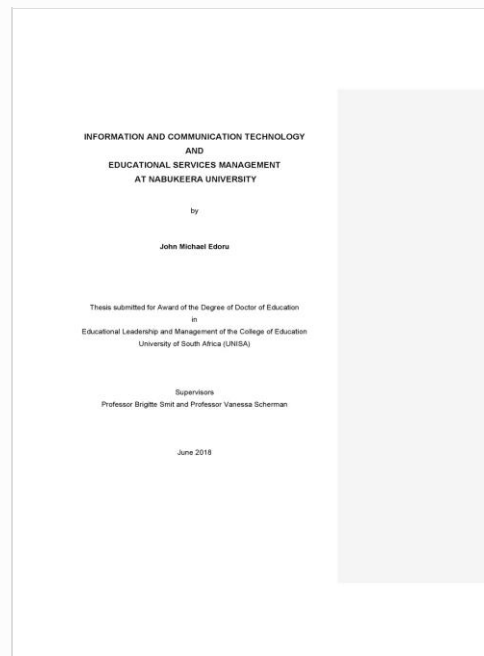 INFORMATION AND COMMUNICATION TECHNOLOGY
AND
EDUCATIONAL SERVICES MANAGEMENT
AT NABUKEERA UNIVERSITY
by
John Michael Edoru
Thesis submitted for Award of the Degree of Doctor of Education
in
Educational Leadership and Management of the College of Education
University of South Africa (UNISA)
Supervisors
Professor Brigitte Smit and Professor Vanessa Scherman
June 2018